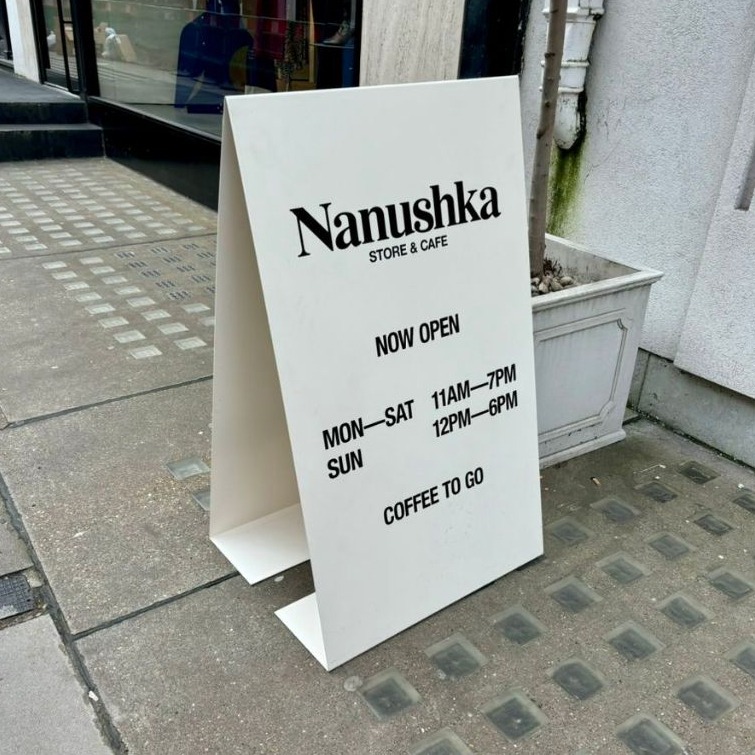 Nanushka
STORE & CAFE
NOW OPEN
MON—SAT 11AM—7PM
SUN 12PM—6PM
COFFEE TO GO